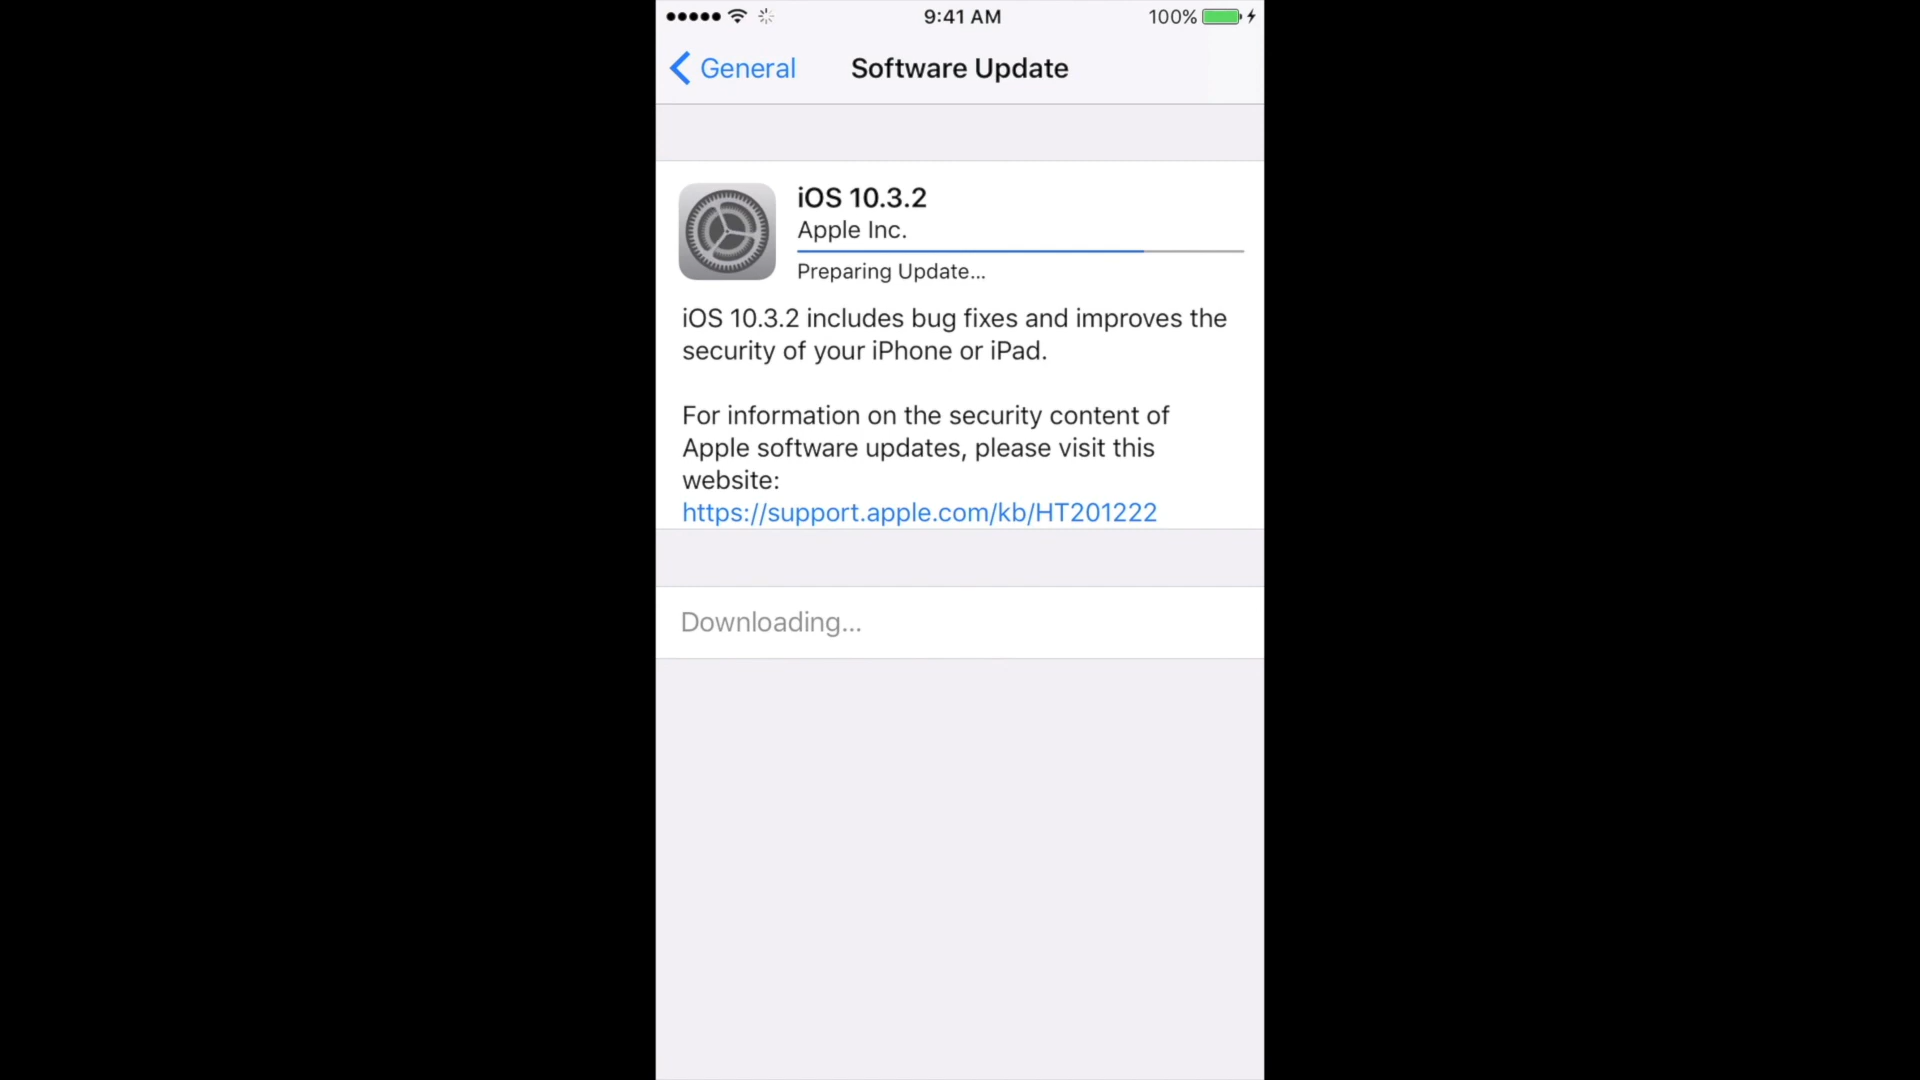 9:41 AM
100%
General
Software Update
iOS 10.3.2
Apple Inc.
Preparing Update...
iOS 10.3.2 includes bug fixes and improves the
security of your iPhone or iPad.
For information on the security content of
Apple software updates, please visit this
website:
https://support.apple.com/kb/HT201222
Downloading...